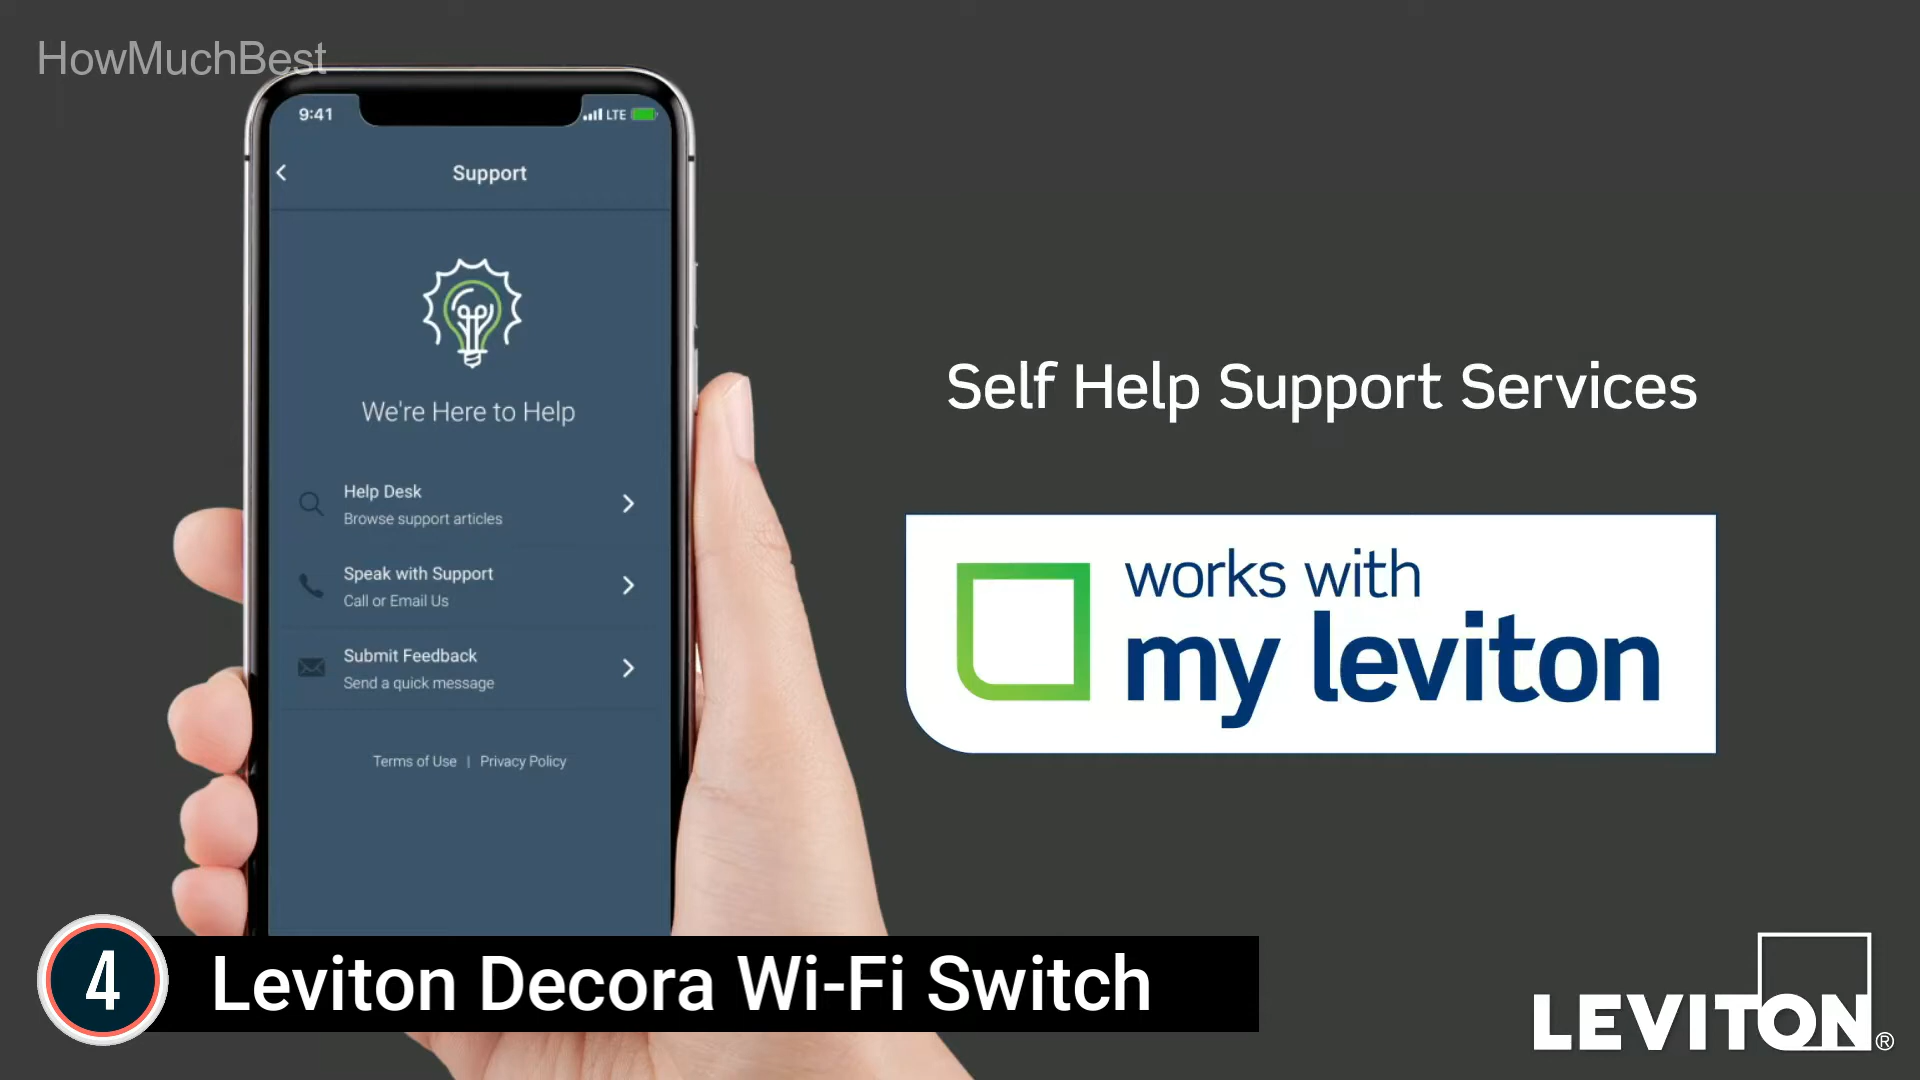 HowMuchBest
9:41
LTE
Support
We're Here to Help
Help Desk
Browse support articles
Speak with Support
Call or Email Us
Submit Feedback
Send a quick message
Terms of Use | Privacy Policy
Self Help Support Services
works with
my leviton
4
Leviton Decora Wi-Fi Switch
LEVITON®